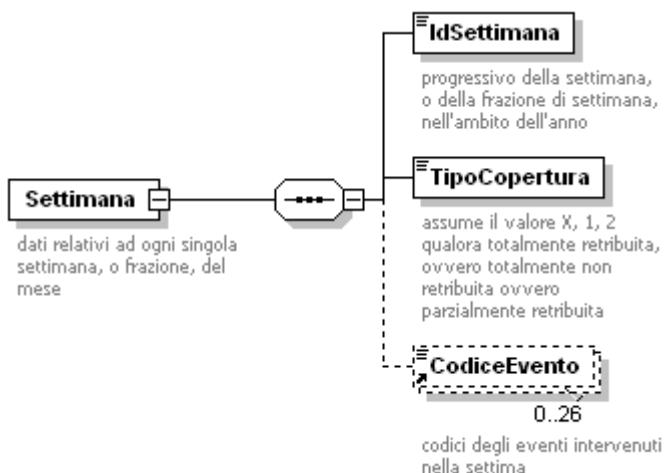 IdSettimana
progressivo della settimana,
o della frazione di settimana,
nell'ambito dell'anno
Settimana
dati relativi ad ogni singola
settimana, o frazione, del
mese
TipoCopertura
assume il valore X, 1, 2
qualora totalmente retribuita,
ovvero totalmente non
retribuita ovvero
parzialmente retribuita
CodiceEvento
0..26
codici degli eventi intervenuti
nella settima